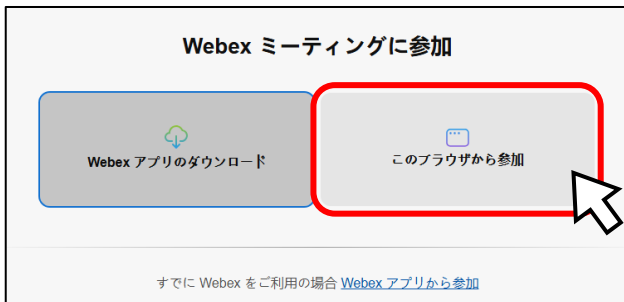 Webex ミーティングに参加
Webex アプリのダウンロード
このブラウザから参加
すでに Webex をご利用の場合 Webex アプリから参加